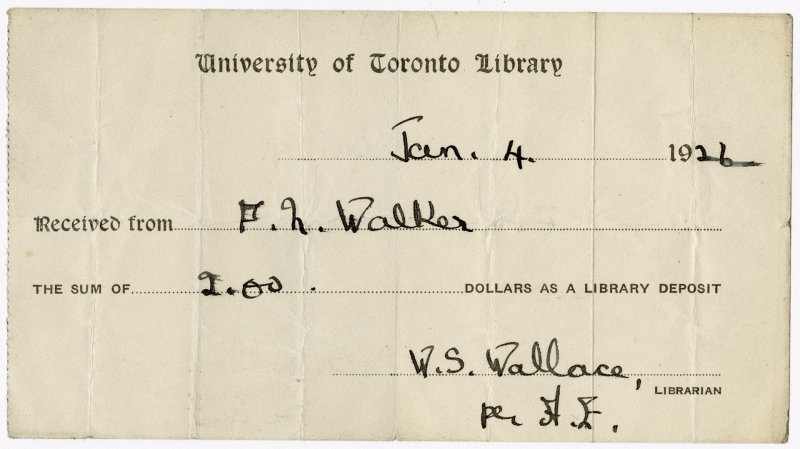 University of Toronto Library
Jan. 4. 1926
Received from F. N. Walker
THE SUM OF 2.00 . DOLLARS AS A LIBRARY DEPOSIT
W.S. Wallace,
LIBRARIAN
per